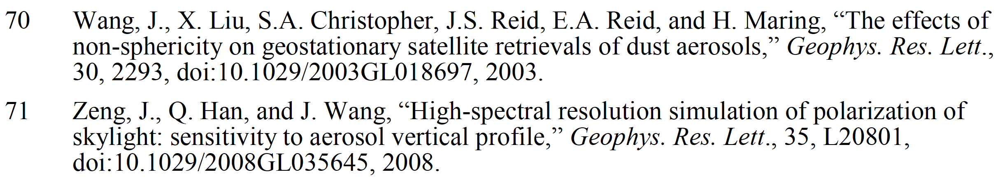 70 Wang, J., X. Liu, S.A. Christopher, J.S. Reid, E.A. Reid, and H. Maring, “The effects of
non-sphericity on geostationary satellite retrievals of dust aerosols,” Geophys. Res. Lett.,
30, 2293, doi:10.1029/2003GL018697, 2003.
71 Zeng, J., Q. Han, and J. Wang, “High-spectral resolution simulation of polarization of
skylight: sensitivity to aerosol vertical profile,” Geophys. Res. Lett., 35, L20801,
doi:10.1029/2008GL035645, 2008.